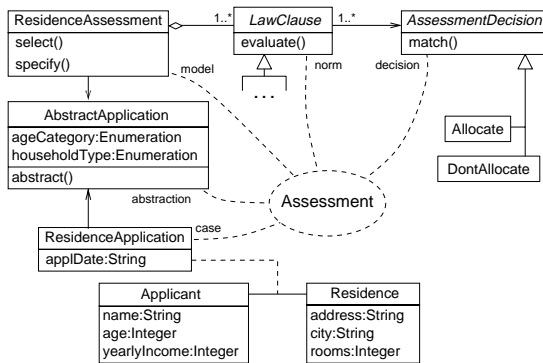 ResidenceAssessment
select()
specify()
1..*
LawClause
evaluate()
1..*
AssessmentDecision
match()
model
norm
decision
...
AbstractApplication
ageCategory:Enumeration
householdType:Enumeration
abstract()
Allocate
DontAllocate
abstraction
Assessment
case
ResidenceApplication
applDate:String
Applicant
name:String
age:Integer
yearlyIncome:Integer
Residence
address:String
city:String
rooms:Integer